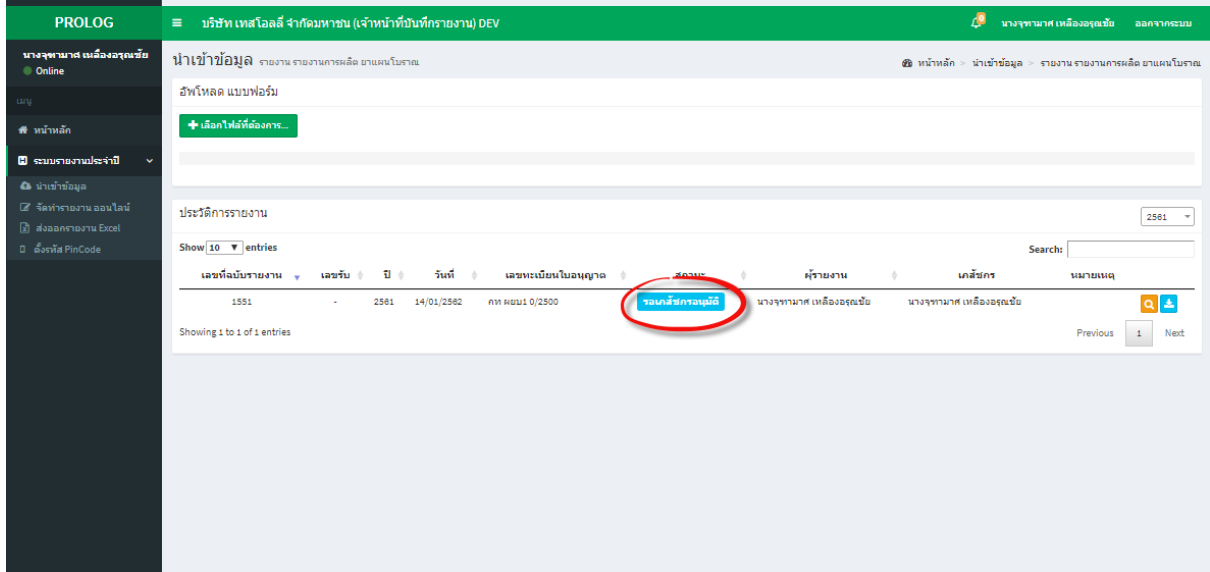 PROLOG
บริษัท เทสโอลลี่ จำกัดมหาชน (เจ้าหน้าที่บันทึกรายงาน) DEV
0
นางจุฑามาศ เหลืองอรุณชัย
ออกจากระบบ
นางจุฑามาศ เหลืองอรุณชัย
Online
เมนู
หน้าหลัก
ระบบรายงานประจำปี
นำเข้าข้อมูล
จัดทำรายงาน ออนไลน์
ส่งออกรายงาน Excel
ตั้งรหัส PinCode
นำเข้าข้อมูล รายงาน รายงานการผลิต ยาแผนโบราณ
หน้าหลัก > นำเข้าข้อมูล > รายงาน รายงานการผลิต ยาแผนโบราณ
อัพโหลด แบบฟอร์ม
เลือกไฟล์ที่ต้องการ...
ประวัติการรายงาน
2561
Show 10 entries
Search:
เลขที่ฉบับรายงาน เลขรับ ปี วันที่ เลขทะเบียนใบอนุญาต สถานะ ผู้รายงาน เภสัชกร หมายเหตุ
1551 - 2561 14/01/2562 กท ผยบ1 0/2500 รอเภสัชกรอนุมัติ นางจุฑามาศ เหลืองอรุณชัย นางจุฑามาศ เหลืองอรุณชัย
Showing 1 to 1 of 1 entries
Previous 1 Next